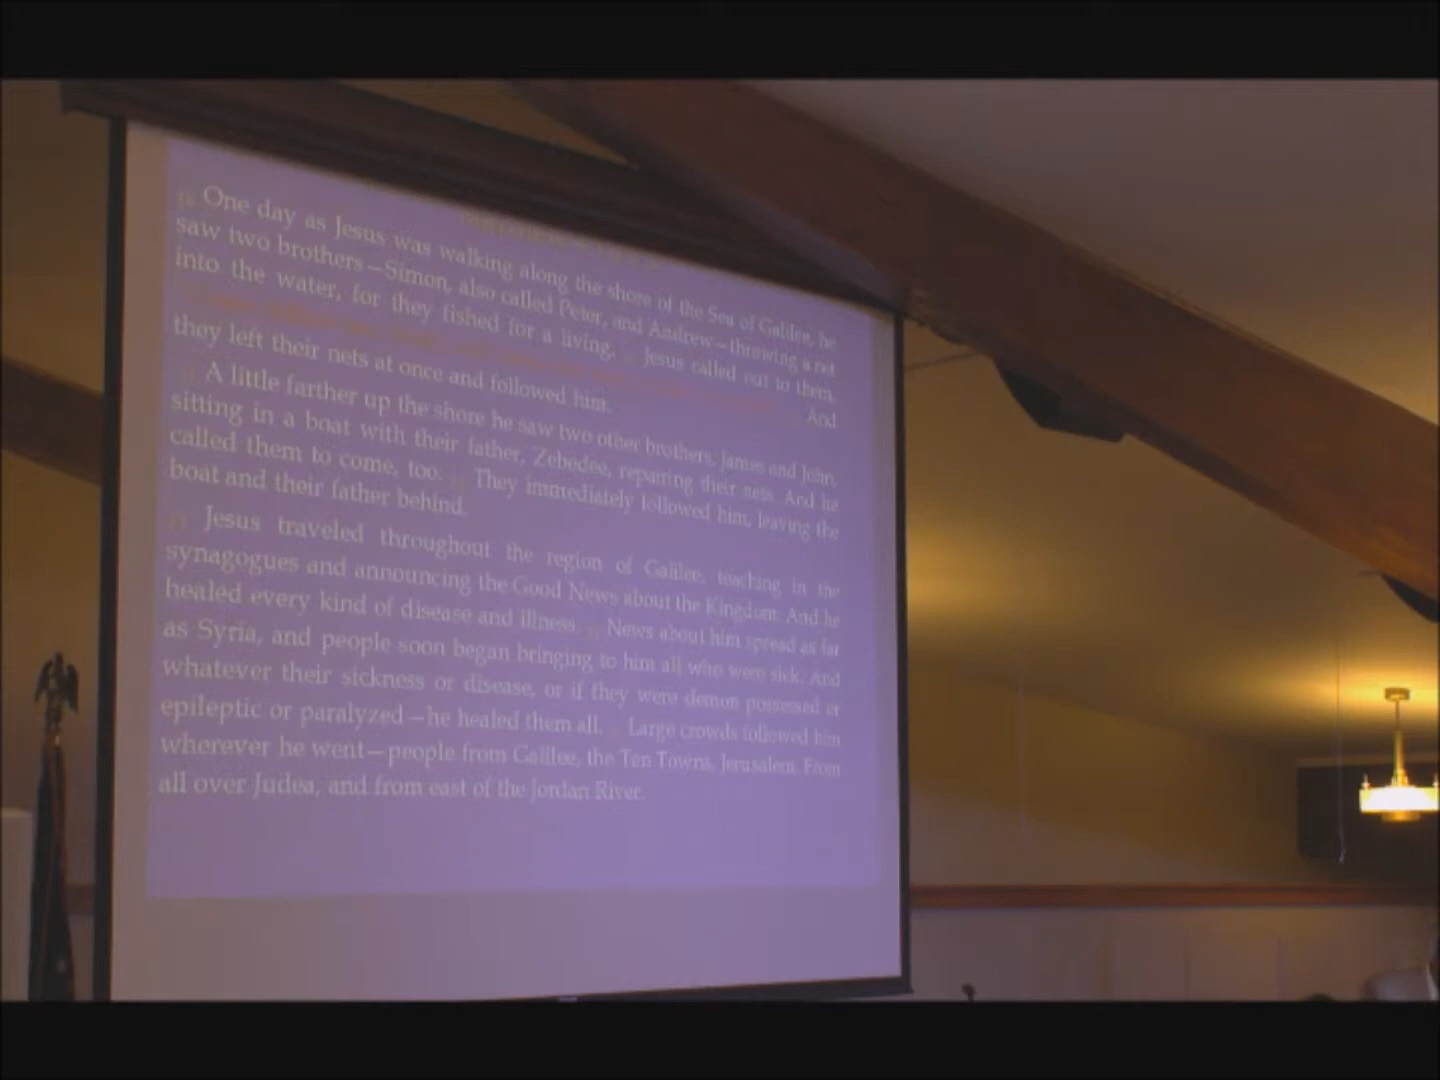 One day as Jesus was walking along the shore of the Sea of Galilee, he
saw two brothers—Simon, also called Peter, and Andrew—throwing a net
into the water, for they fished for a living. Jesus called out to them,
And
they left their nets at once and followed him.
A little farther up the shore he saw two other brothers, James and John,
sitting in a boat with their father, Zebedee, repairing their nets. And he
called them to come, too. They immediately followed him, leaving the
boat and their father behind.
Jesus traveled throughout the region of Galilee, teaching in the
synagogues and announcing the Good News about the Kingdom. And he
healed every kind of disease and illness. News about him spread as far
as Syria, and people soon began bringing to him all who were sick. And
whatever their sickness or disease, or if they were demon possessed or
epileptic or paralyzed—he healed them all. Large crowds followed him
wherever he went—people from Galilee, the Ten Towns, Jerusalem. From
all over Judea, and from east of the Jordan River.